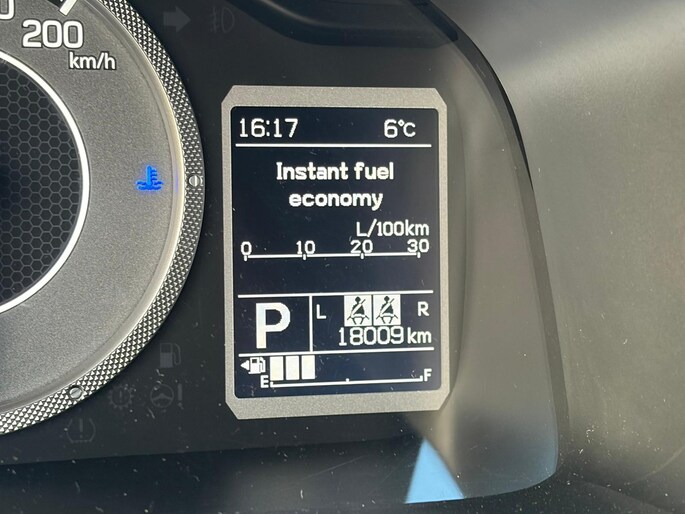 200
km/h
16:17 6°C
Instant fuel
economy
L/100km
0 10 20 30
P L R
18009 km
E F